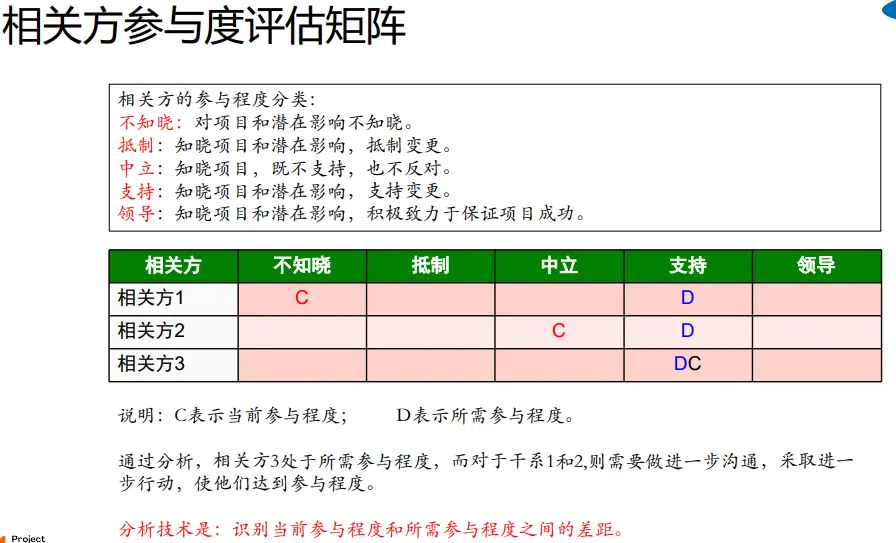 相关方参与度评估矩阵
相关方的参与程度分类：
不知晓：对项目和潜在影响不知晓。
抵制：知晓项目和潜在影响，抵制变更。
中立：知晓项目，既不支持，也不反对。
支持：知晓项目和潜在影响，支持变更。
领导：知晓项目和潜在影响，积极致力于保证项目成功。
相关方 不知晓 抵制 中立 支持 领导
相关方1 C D
相关方2 C D
相关方3 DC
说明：C表示当前参与程度； D表示所需参与程度。
通过分析，相关方3处于所需参与程度，而对于干系1和2,则需要做进一步沟通，采取进一
步行动，使他们达到参与程度。
分析技术是：识别当前参与程度和所需参与程度之间的差距。
Project